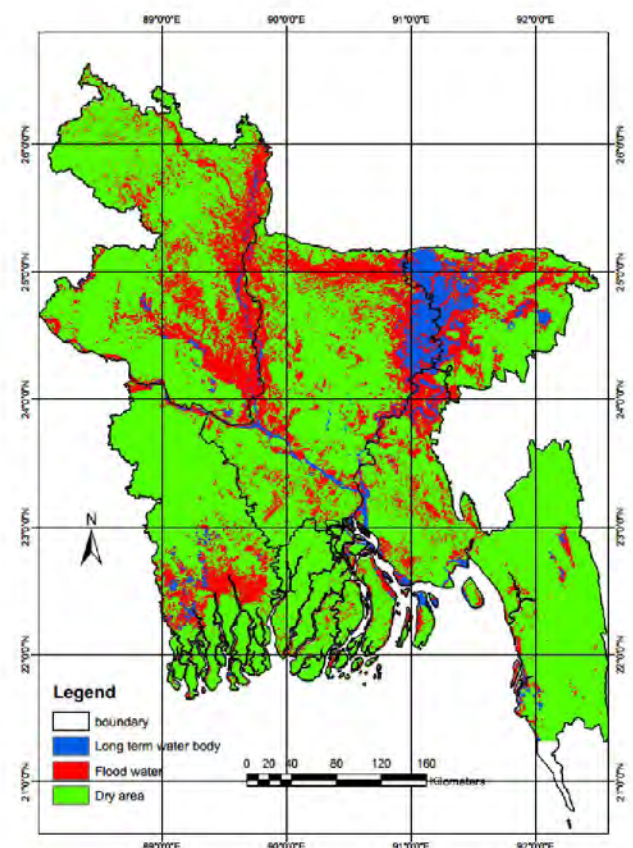 89°0'0"E 90°0'0"E 91°0'0"E 92°0'0"E
26°0'0"N 26°0'0"N
25°0'0"N 25°0'0"N
24°0'0"N 24°0'0"N
23°0'0"N 23°0'0"N
N
22°0'0"N 22°0'0"N
Legend
boundary
Long term water body
Flood water
Dry area
0 20 40 80 120 160
Kilometers
21°0'0"N 21°0'0"N
89°0'0"E 90°0'0"E 91°0'0"E 92°0'0"E